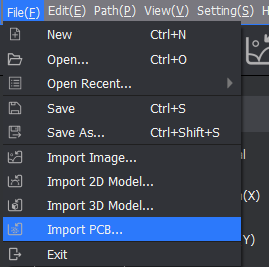 File(F) Edit(E) Path(P) View(V) Setting(S) H
New Ctrl+N
Open... Ctrl+O
Open Recent...
Save Ctrl+S
Save As... Ctrl+Shift+S
Import Image...
Import 2D Model...
Import 3D Model...
(X)
Import PCB...
Y)
Exit